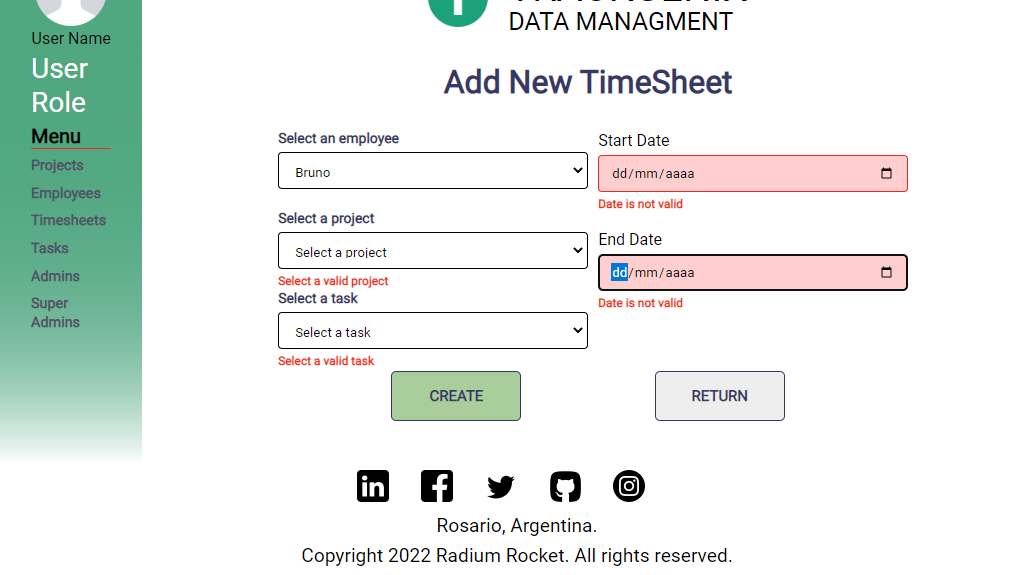 User Name
User
Role
Menu
Projects
Employees
Timesheets
Tasks
Admins
Super
Admins
DATA MANAGMENT
Add New TimeSheet
Select an employee
Bruno
Select a project
Select a project
Select a valid project
Select a task
Select a task
Select a valid task
Start Date
dd/mm/aaaa
Date is not valid
End Date
dd/mm/aaaa
Date is not valid
CREATE
RETURN
Rosario, Argentina.
Copyright 2022 Radium Rocket. All rights reserved.